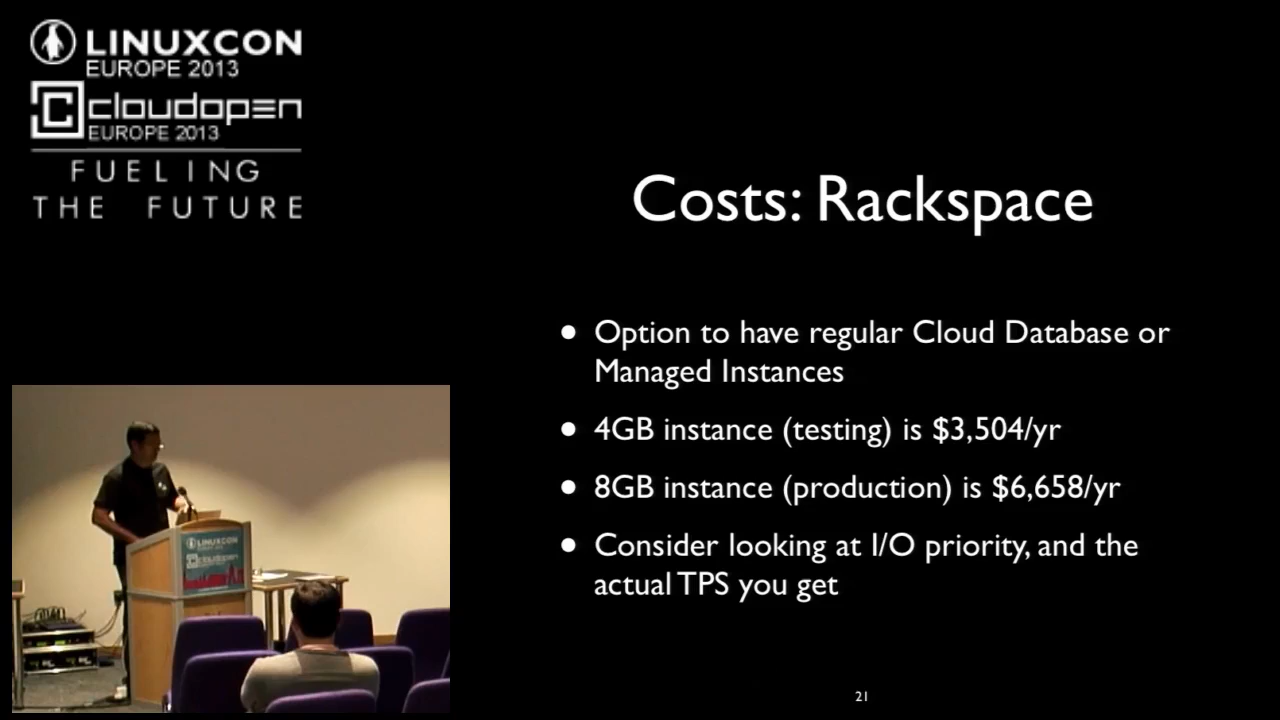 LINUXCON
EUROPE 2013
cloudopen
EUROPE 2013
FUELING
THE FUTURE
Costs: Rackspace
• Option to have regular Cloud Database or
Managed Instances
• 4GB instance (testing) is $3,504/yr
• 8GB instance (production) is $6,658/yr
• Consider looking at I/O priority, and the
actual TPS you get
LINUXCON
cloudopen
21